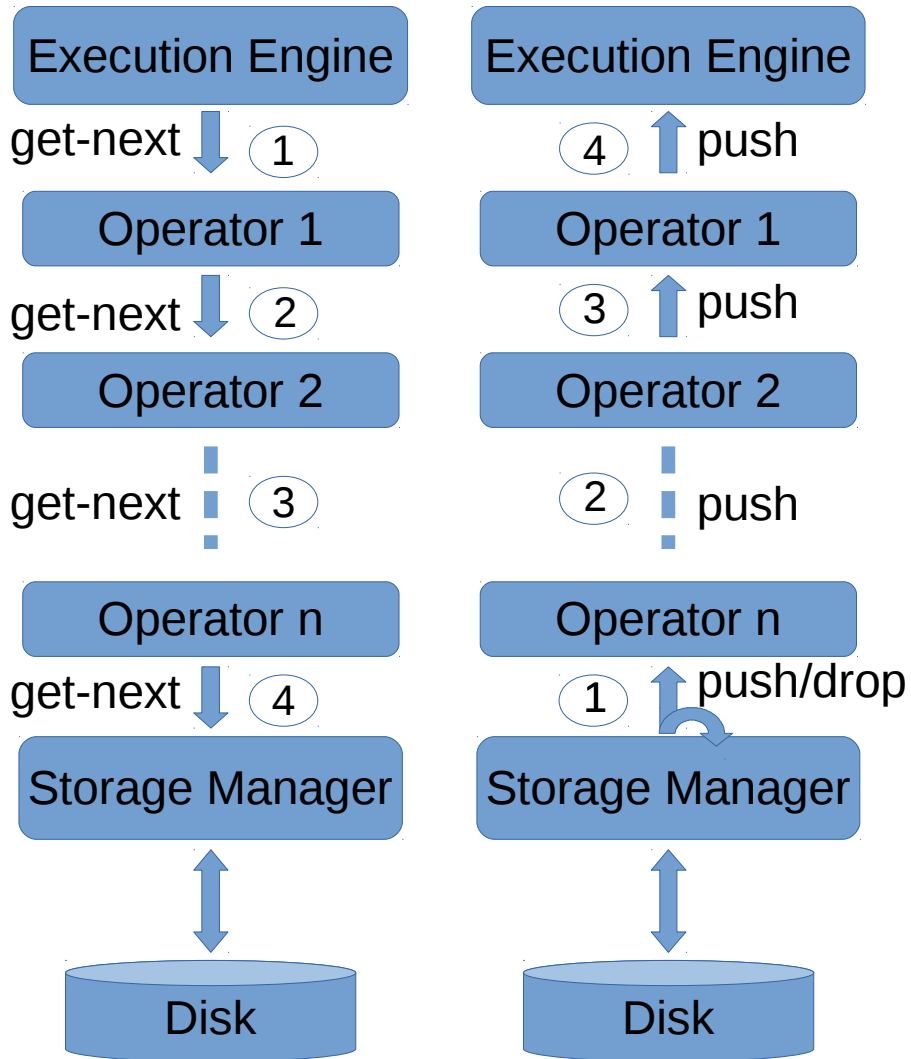 Execution Engine
get-next 1
Operator 1
get-next 2
Operator 2
get-next 3
Operator n
get-next 4
Storage Manager
Disk
Execution Engine
4 push
Operator 1
3 push
Operator 2
2 push
Operator n
1 push/drop
Storage Manager
Disk